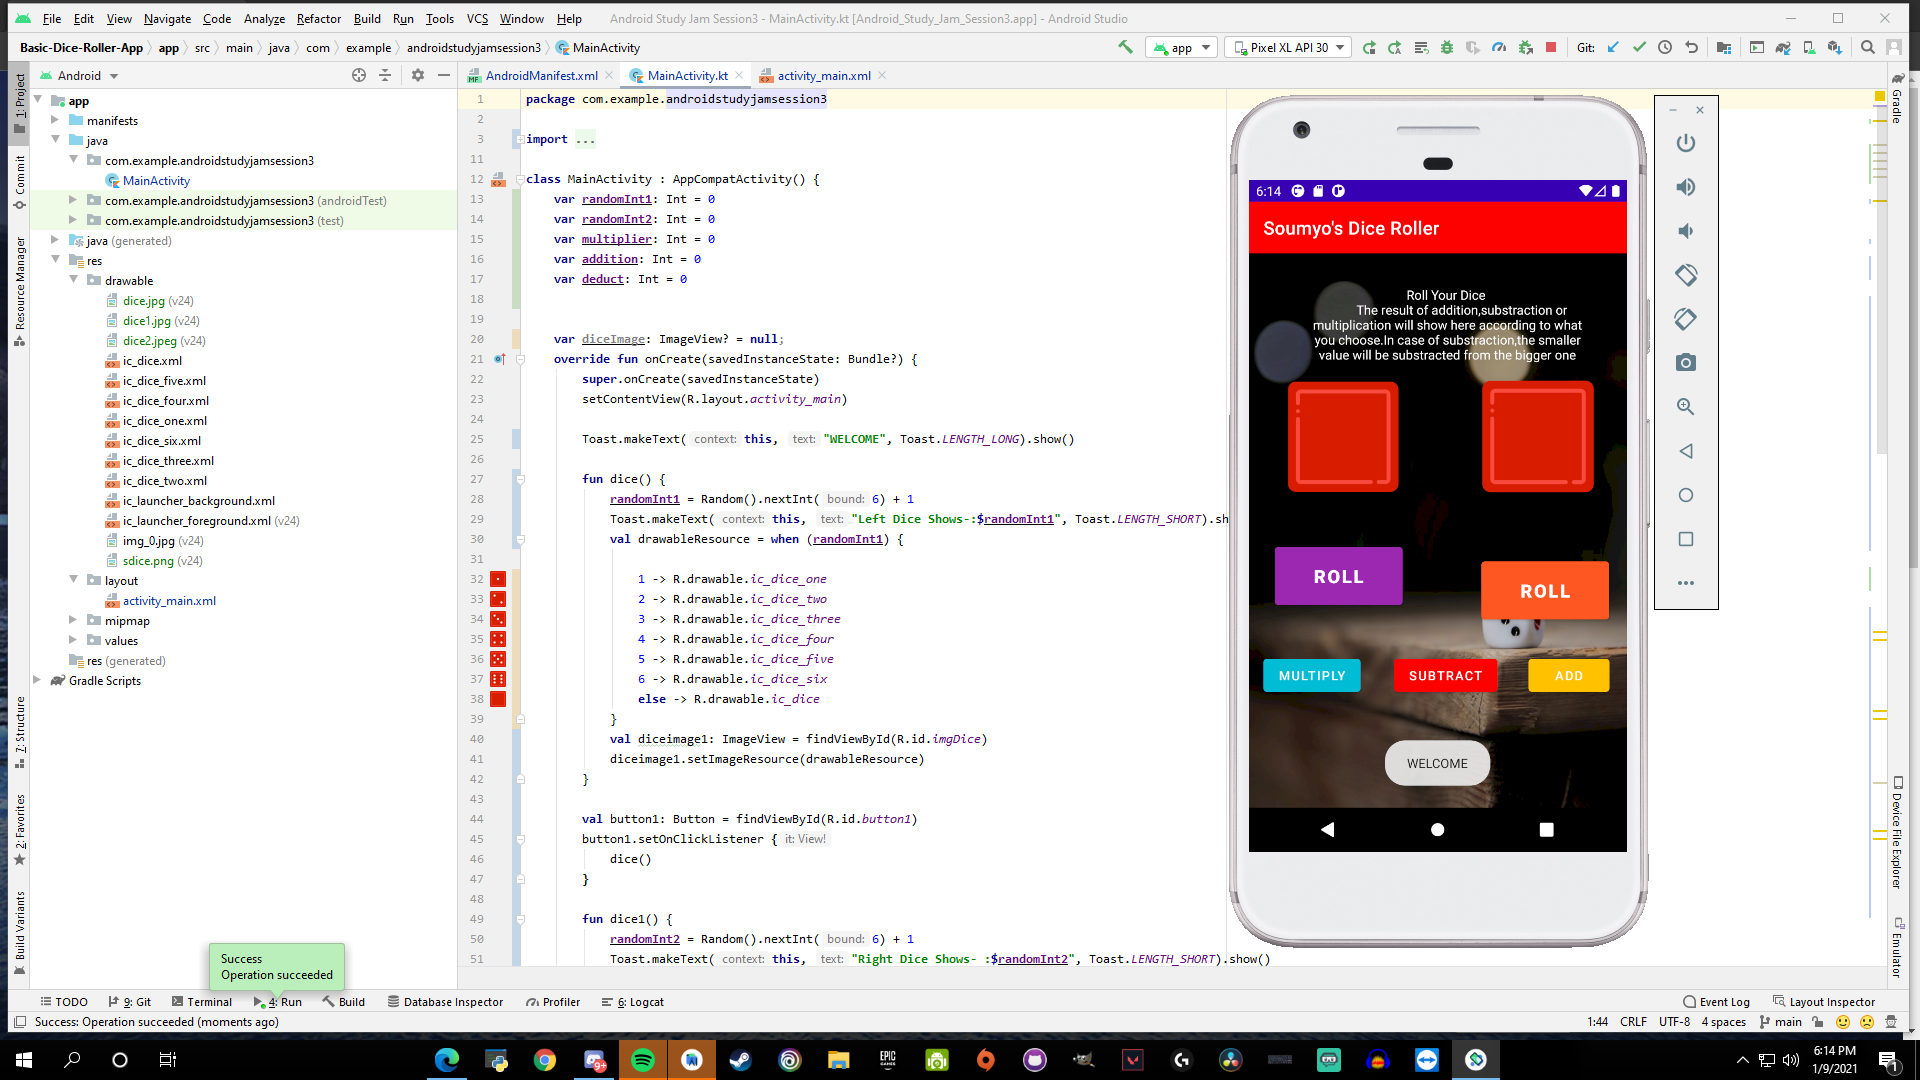 File Edit View Navigate Code Analyze Refactor Build Run Tools VCS Window Help Android Study Jam Session3 - MainActivity.kt [Android_Study_Jam_Session3.app] - Android Studio
Basic-Dice-Roller-App app src main java com example androidstudyjamsession3 MainActivity app Pixel XL API 30 Git:
Android AndroidManifest.xml MainActivity.kt activity_main.xml
1: Project
Commit
Resource Manager
7: Structure
2: Favorites
Build Variants
app
manifests
java
com.example.androidstudyjamsession3
MainActivity
com.example.androidstudyjamsession3 (androidTest)
com.example.androidstudyjamsession3 (test)
java (generated)
res
drawable
dice.jpg (v24)
dice1.jpg (v24)
dice2.jpeg (v24)
ic_dice.xml
ic_dice_five.xml
ic_dice_four.xml
ic_dice_one.xml
ic_dice_six.xml
ic_dice_three.xml
ic_dice_two.xml
ic_launcher_background.xml
ic_launcher_foreground.xml (v24)
img_0.jpg (v24)
sdice.png (v24)
layout
activity_main.xml
mipmap
values
res (generated)
Gradle Scripts
1 package com.example.androidstudyjamsession3
2
3 import ...
11
12 class MainActivity : AppCompatActivity() {
13 var randomInt1: Int = 0
14 var randomInt2: Int = 0
15 var multiplier: Int = 0
16 var addition: Int = 0
17 var deduct: Int = 0
18
19
20 var diceImage: ImageView? = null;
21 override fun onCreate(savedInstanceState: Bundle?) {
22 super.onCreate(savedInstanceState)
23 setContentView(R.layout.activity_main)
24
25 Toast.makeText( context: this, text: "WELCOME", Toast.LENGTH_LONG).show()
26
27 fun dice() {
28 randomInt1 = Random().nextInt( bound: 6) + 1
29 Toast.makeText( context: this, text: "Left Dice Shows-:$randomInt1", Toast.LENGTH_SHORT).sh
30 val drawableResource = when (randomInt1) {
31
32 1 -> R.drawable.ic_dice_one
33 2 -> R.drawable.ic_dice_two
34 3 -> R.drawable.ic_dice_three
35 4 -> R.drawable.ic_dice_four
36 5 -> R.drawable.ic_dice_five
37 6 -> R.drawable.ic_dice_six
38 else -> R.drawable.ic_dice
39 }
40 val diceimage1: ImageView = findViewById(R.id.imgDice)
41 diceimage1.setImageResource(drawableResource)
42 }
43
44 val button1: Button = findViewById(R.id.button1)
45 button1.setOnClickListener { it: View!
46 dice()
47 }
48
49 fun dice1() {
50 randomInt2 = Random().nextInt( bound: 6) + 1
51 Toast.makeText( context: this, text: "Right Dice Shows- :$randomInt2", Toast.LENGTH_SHORT).show()
6:14
Soumyo's Dice Roller
Roll Your Dice
The result of addition,substraction or
multiplication will show here according to what
you choose.In case of substraction,the smaller
value will be substracted from the bigger one
ROLL
ROLL
MULTIPLY SUBTRACT ADD
WELCOME
Gradle
Device File Explorer
Emulator
Success
Operation succeeded
TODO 9: Git Terminal 4: Run Build Database Inspector Profiler 6: Logcat Event Log Layout Inspector
Success: Operation succeeded (moments ago) 1:44 CRLF UTF-8 4 spaces main
EPIC GAMES
9+
6:14 PM
1/9/2021
1